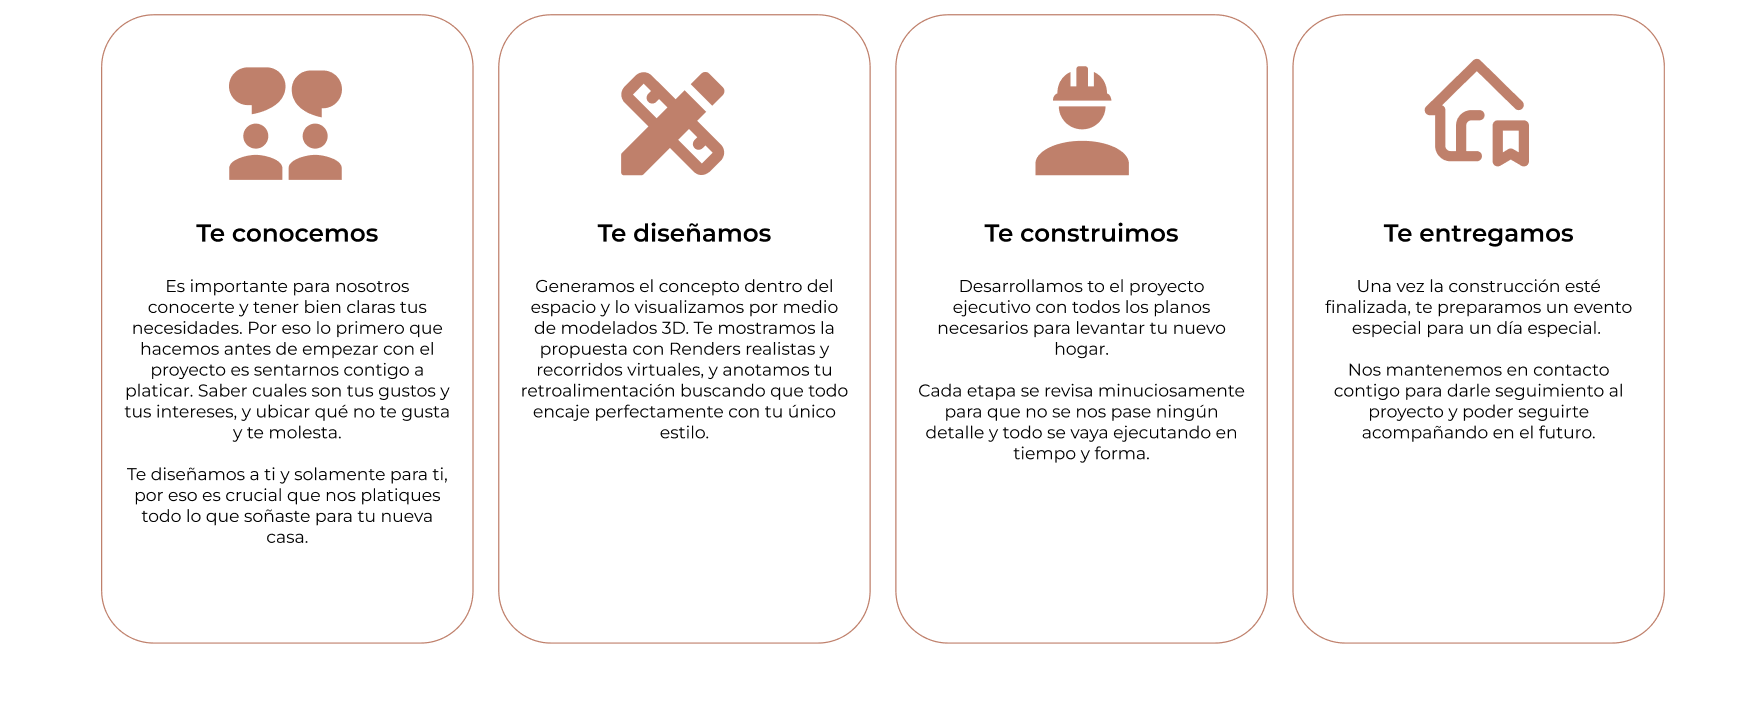 Te conocemos
Es importante para nosotros
conocerte y tener bien claras tus
necesidades. Por eso lo primero que
hacemos antes de empezar con el
proyecto es sentarnos contigo a
platicar. Saber cuales son tus gustos y
tus intereses, y ubicar qué no te gusta
y te molesta.
Te diseñamos a ti y solamente para ti,
por eso es crucial que nos platiques
todo lo que soñaste para tu nueva
casa.
Te diseñamos
Generamos el concepto dentro del
espacio y lo visualizamos por medio
de modelados 3D. Te mostramos la
propuesta con Renders realistas y
recorridos virtuales, y anotamos tu
retroalimentación buscando que todo
encaje perfectamente con tu único
estilo.
Te construimos
Desarrollamos to el proyecto
ejecutivo con todos los planos
necesarios para levantar tu nuevo
hogar.
Cada etapa se revisa minuciosamente
para que no se nos pase ningún
detalle y todo se vaya ejecutando en
tiempo y forma.
Te entregamos
Una vez la construcción esté
finalizada, te preparamos un evento
especial para un día especial.
Nos mantenemos en contacto
contigo para darle seguimiento al
proyecto y poder seguirte
acompañando en el futuro.